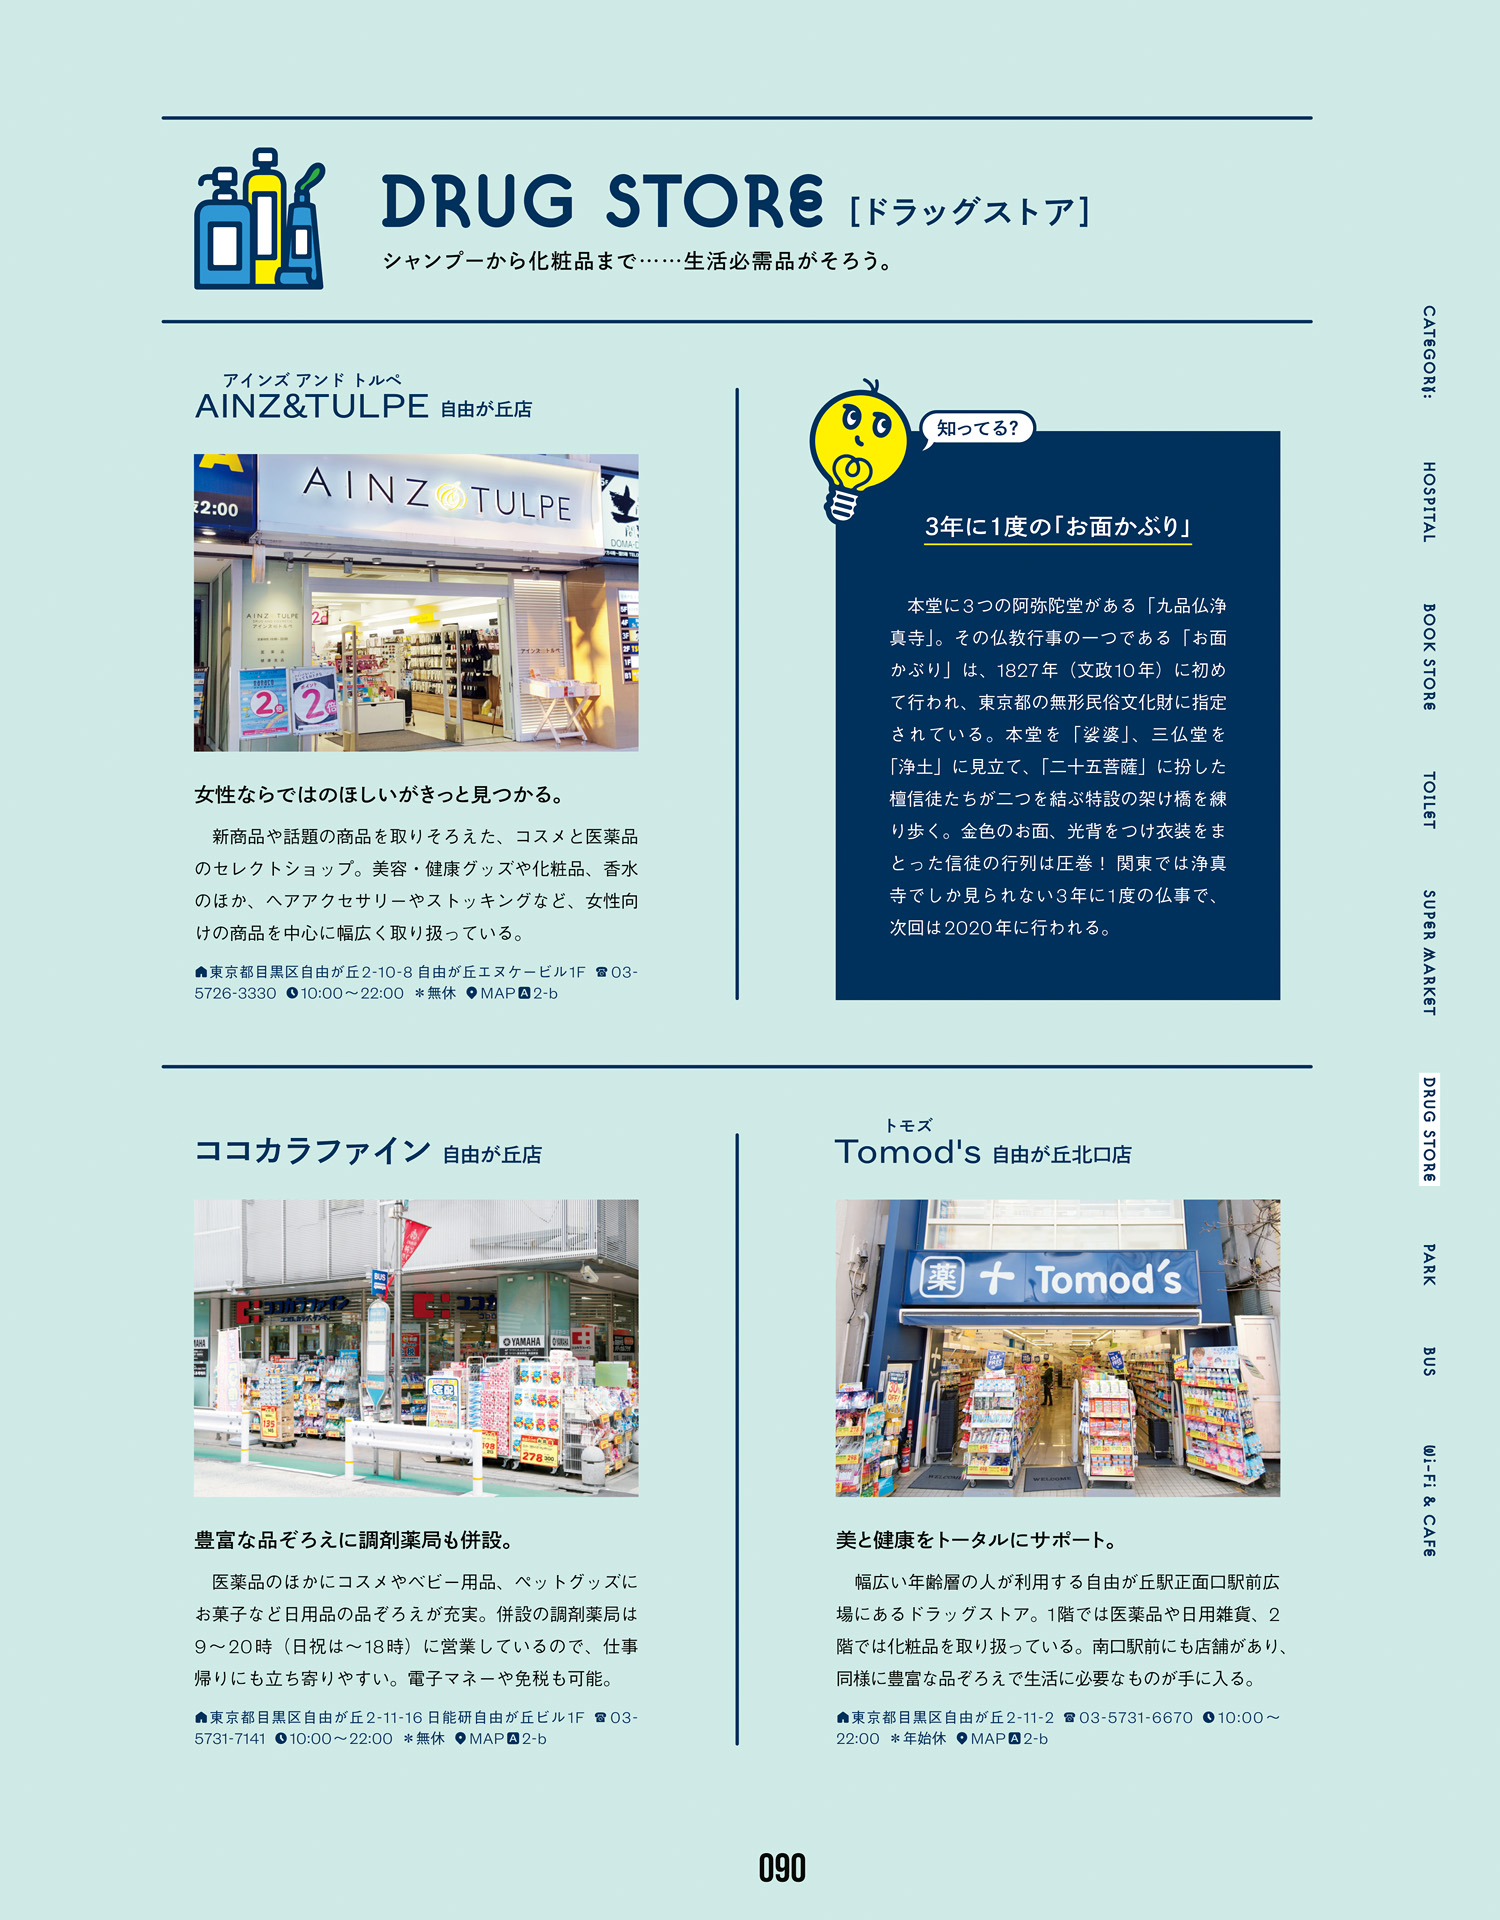 DRUG STORE [ドラッグストア]
シャンプーから化粧品まで……生活必需品がそろう。
アインズ アンド トルペ
AINZ&TULPE 自由が丘店
AINZ TULPE
2:00
AINZ TULPE
アインズ トルペ
2倍
ポイント
2倍
女性ならではのほしいがきっと見つかる。
　新商品や話題の商品を取りそろえた、コスメと医薬品
のセレクトショップ。美容・健康グッズや化粧品、香水
のほか、ヘアアクセサリーやストッキングなど、女性向
けの商品を中心に幅広く取り扱っている。
東京都目黒区自由が丘2-10-8 自由が丘エヌケービル1F ☎03-
5726-3330 10:00〜22:00 ＊無休 MAP A 2-b
知ってる?
3年に1度の「お面かぶり」
　本堂に3つの阿弥陀堂がある「九品仏浄
真寺」。その仏教行事の一つである「お面
かぶり」は、1827年（文政10年）に初め
て行われ、東京都の無形民俗文化財に指定
されている。本堂を「娑婆」、三仏堂を
「浄土」に見立て、「二十五菩薩」に扮した
檀信徒たちが二つを結ぶ特設の架け橋を練
り歩く。金色のお面、光背をつけ衣装をま
とった信徒の行列は圧巻！ 関東では浄真
寺でしか見られない3年に1度の仏事で、
次回は2020年に行われる。
ココカラファイン 自由が丘店
BUS
ココカラファイン
YAMAHA
135
198
278
豊富な品ぞろえに調剤薬局も併設。
　医薬品のほかにコスメやベビー用品、ペットグッズに
お菓子など日用品の品ぞろえが充実。併設の調剤薬局は
9〜20時（日祝は〜18時）に営業しているので、仕事
帰りにも立ち寄りやすい。電子マネーや免税も可能。
東京都目黒区自由が丘2-11-16 日能研自由が丘ビル1F ☎03-
5731-7141 10:00〜22:00 ＊無休 MAP A 2-b
トモズ
Tomod's 自由が丘北口店
薬 + Tomod's
30%
OFF
WELCOME
WELCOME
美と健康をトータルにサポート。
　幅広い年齢層の人が利用する自由が丘駅正面口駅前広
場にあるドラッグストア。1階では医薬品や日用雑貨、2
階では化粧品を取り扱っている。南口駅前にも店舗があり、
同様に豊富な品ぞろえで生活に必要なものが手に入る。
東京都目黒区自由が丘2-11-2 ☎03-5731-6670 10:00〜
22:00 ＊年始休 MAP A 2-b
CATEGORY:
HOSPITAL
BOOK STORE
TOILET
SUPER MARKET
DRUG STORE
PARK
BUS
Wi-Fi & CAFE
090